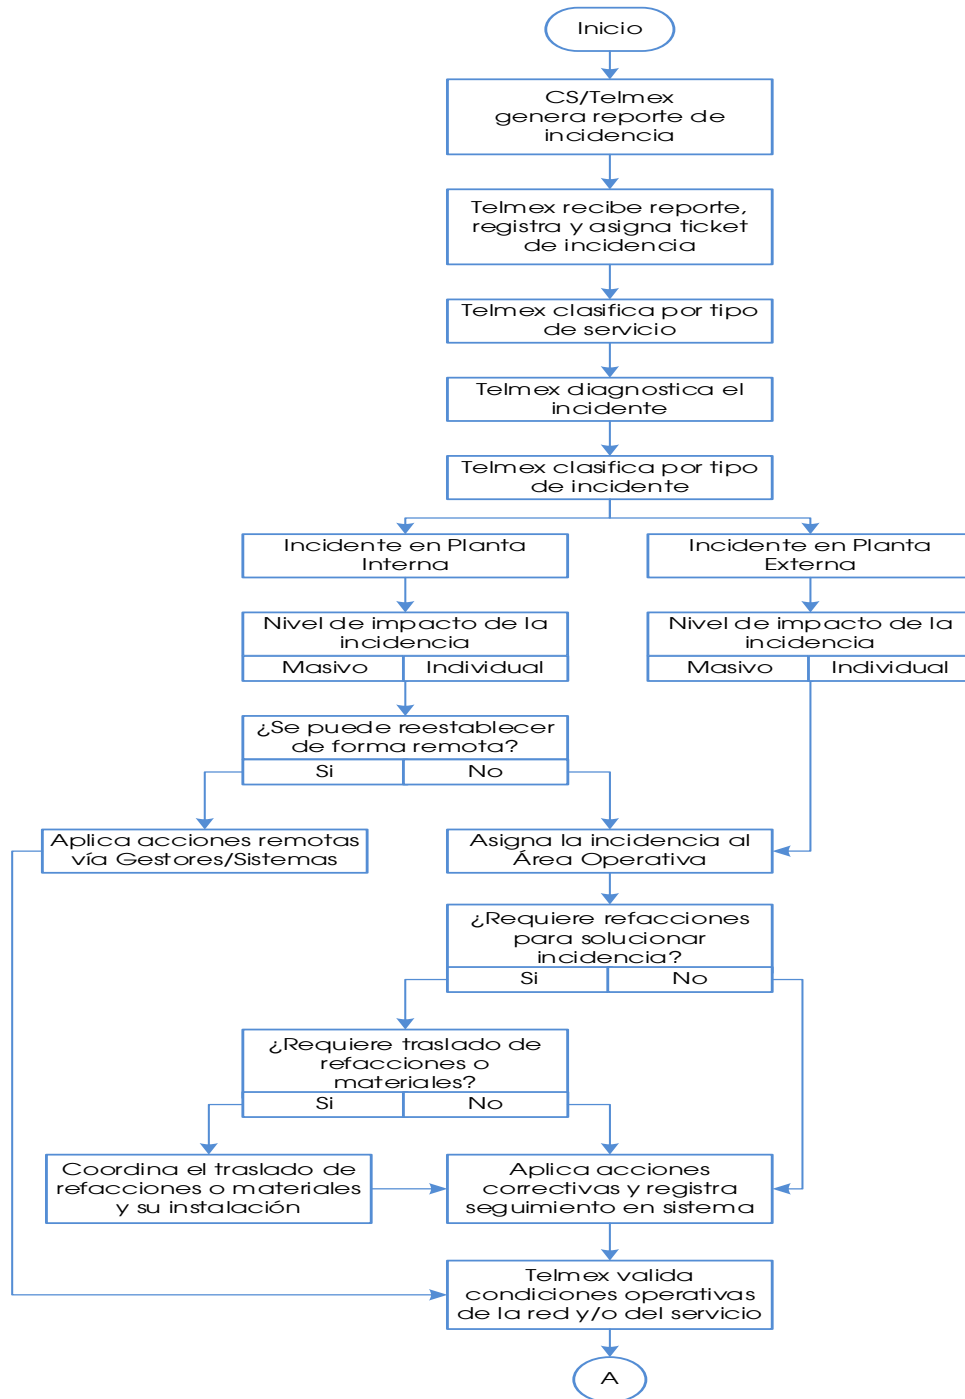 Inicio
CS/Telmex
genera reporte de
incidencia
Telmex recibe reporte,
registra y asigna ticket
de incidencia
Telmex clasifica por tipo
de servicio
Telmex diagnostica el
incidente
Telmex clasifica por tipo
de incidente
Incidente en Planta
Interna
Incidente en Planta
Externa
Nivel de impacto de la
incidencia
Masivo
Individual
Nivel de impacto de la
incidencia
Masivo
Individual
¿Se puede reestablecer
de forma remota?
Si
No
Aplica acciones remotas
vía Gestores/Sistemas
Asigna la incidencia al
Área Operativa
¿Requiere refacciones
para solucionar
incidencia?
Si
No
¿Requiere traslado de
refacciones o
materiales?
Si
No
Coordina el traslado de
refacciones o materiales
y su instalación
Aplica acciones
correctivas y registra
seguimiento en sistema
Telmex valida
condiciones operativas
de la red y/o del servicio
A